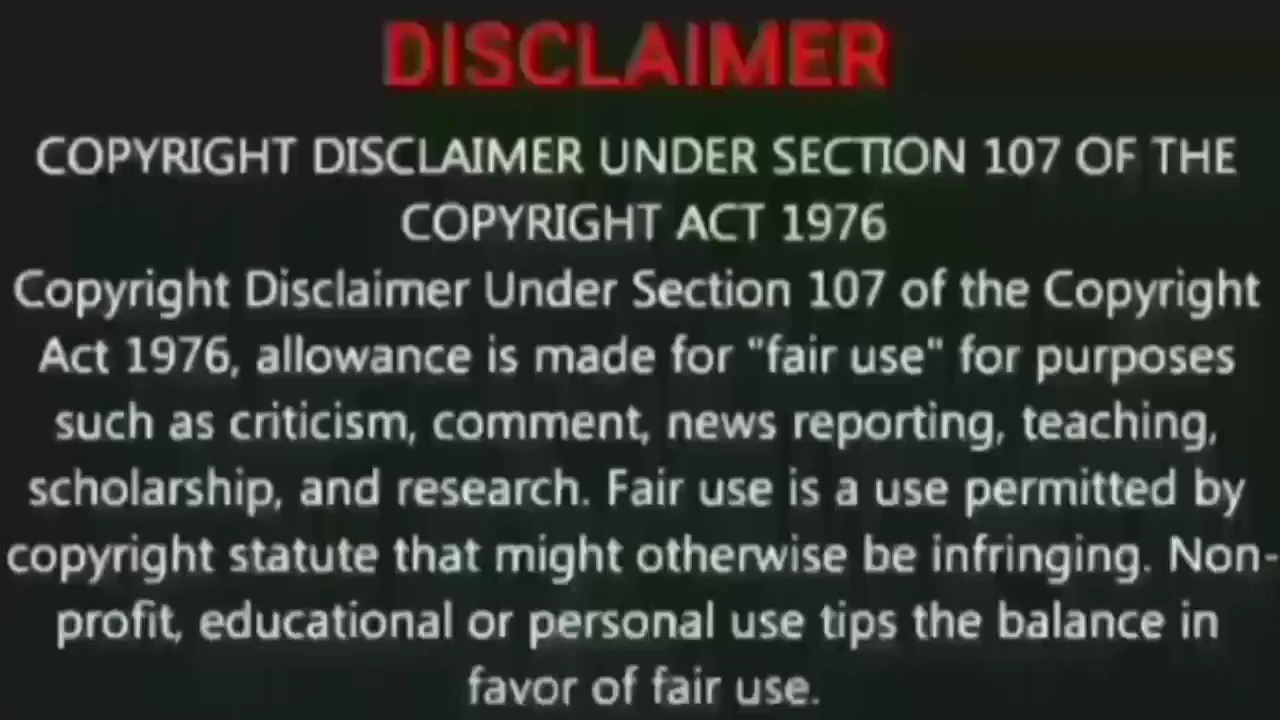 DISCLAIMER
COPYRIGHT DISCLAIMER UNDER SECTION 107 OF THE
COPYRIGHT ACT 1976
Copyright Disclaimer Under Section 107 of the Copyright
Act 1976, allowance is made for "fair use" for purposes
such as criticism, comment, news reporting, teaching,
scholarship, and research. Fair use is a use permitted by
copyright statute that might otherwise be infringing. Non-
profit, educational or personal use tips the balance in
favor of fair use.